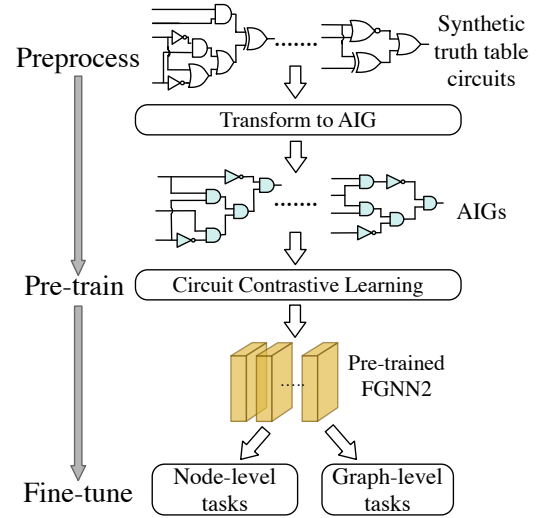 Preprocess
Synthetic
truth table
circuits
Transform to AIG
AIGs
Pre-train
Circuit Contrastive Learning
Pre-trained
FGNN2
Fine-tune
Node-level
tasks
Graph-level
tasks